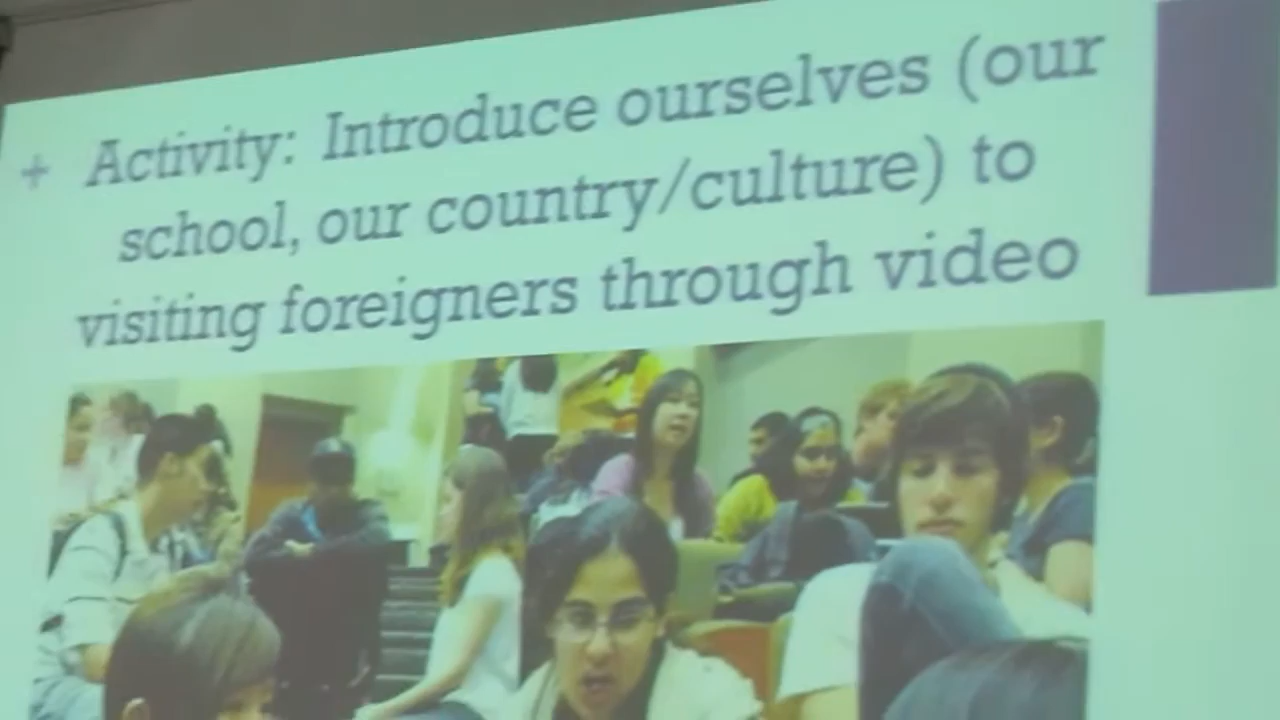 + Activity: Introduce ourselves (our
school, our country/culture) to
visiting foreigners through video